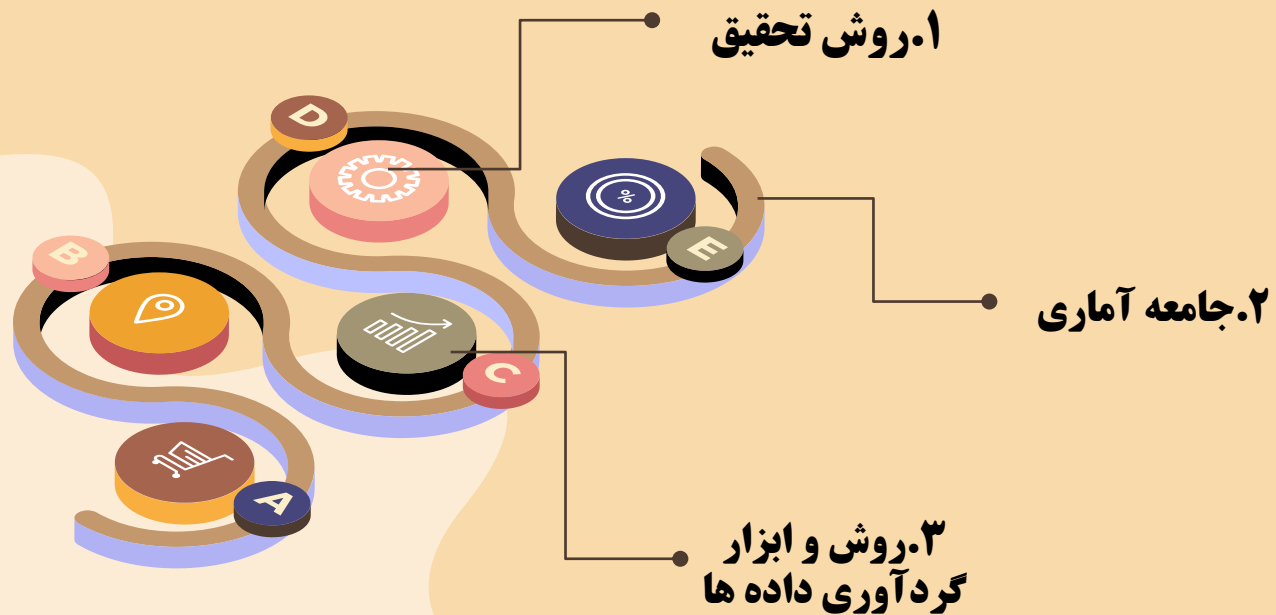 ۱.روش تحقیق
D
%
E
B
۲.جامعه آماری
C
A
۳.روش و ابزار
گردآوری داده ها